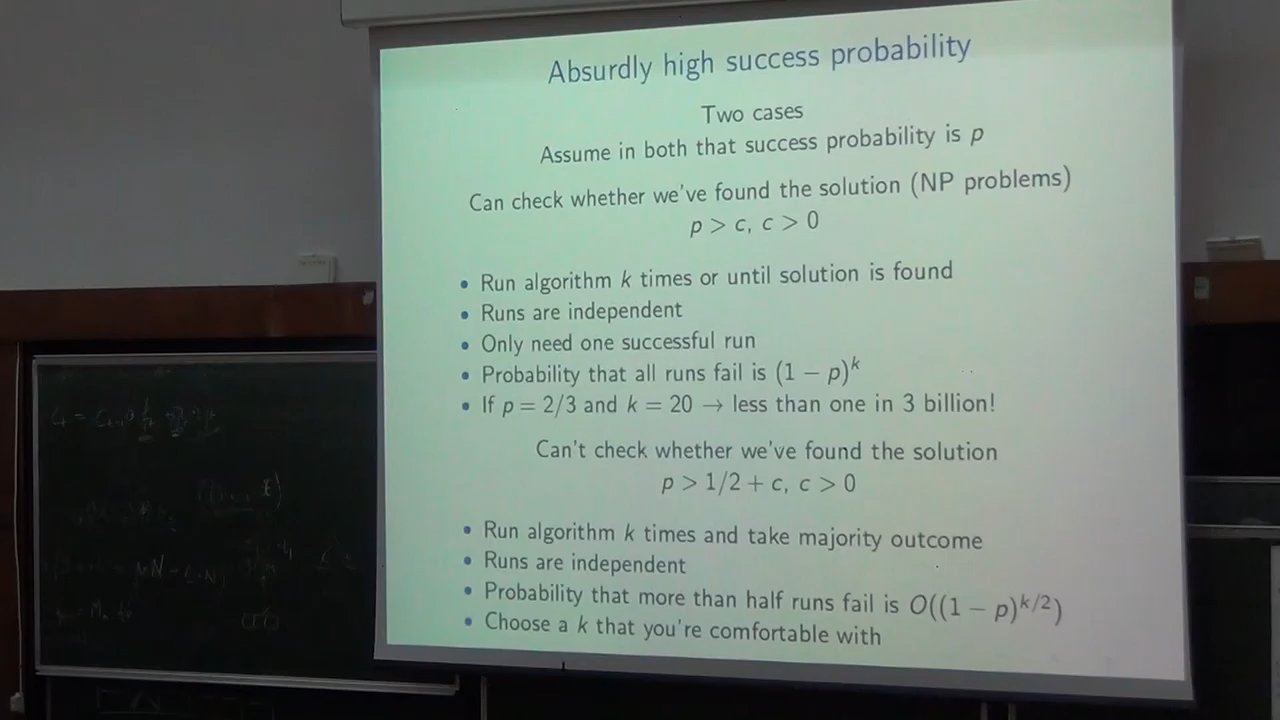 Absurdly high success probability
Two cases
Assume in both that success probability is p
Can check whether we've found the solution (NP problems)
p > c, c > 0
• Run algorithm k times or until solution is found
• Runs are independent
• Only need one successful run
• Probability that all runs fail is (1 − p)^k
• If p = 2/3 and k = 20 → less than one in 3 billion!
Can't check whether we've found the solution
p > 1/2 + c, c > 0
• Run algorithm k times and take majority outcome
• Runs are independent
• Probability that more than half runs fail is O((1 − p)^{k/2})
• Choose a k that you're comfortable with